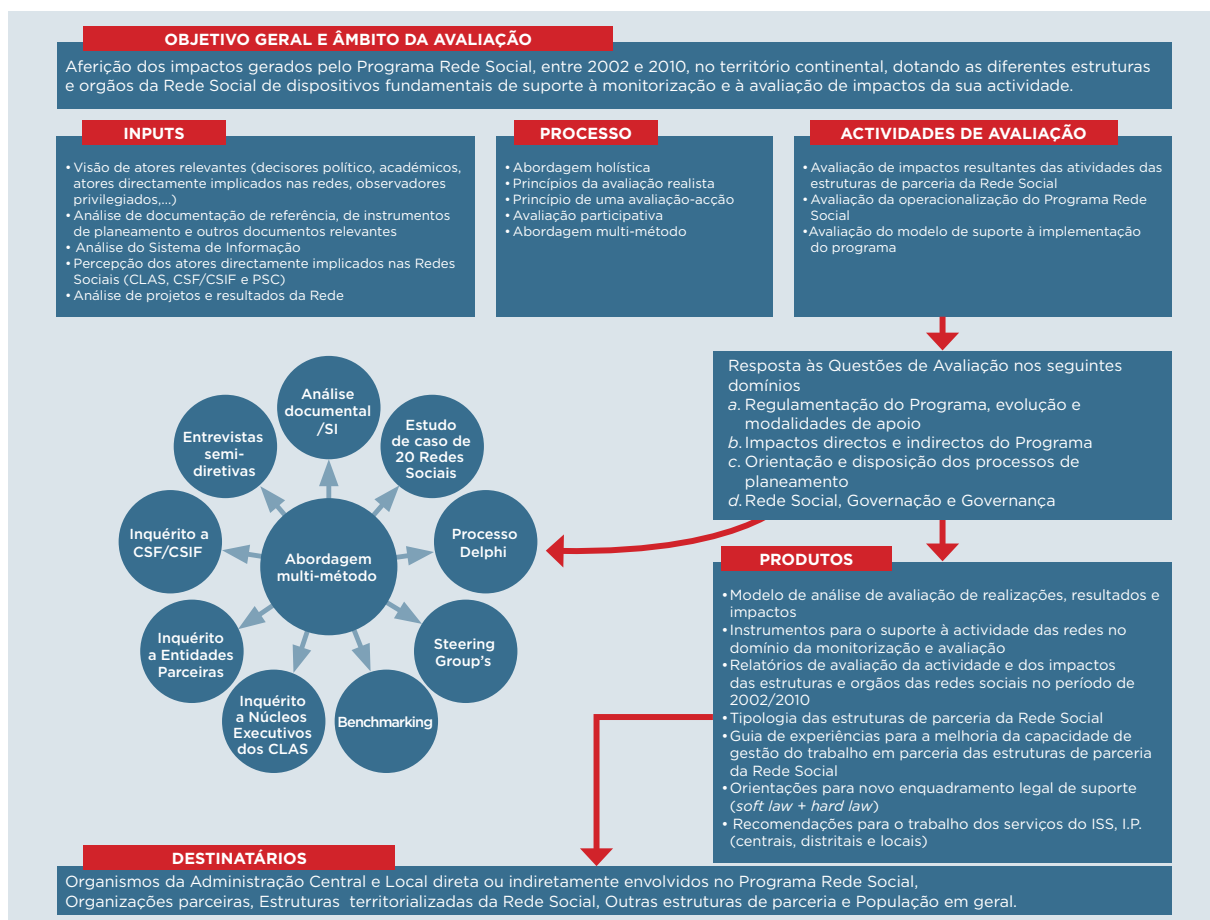 OBJETIVO GERAL E ÂMBITO DA AVALIAÇÃO
Aferição dos impactos gerados pelo Programa Rede Social, entre 2002 e 2010, no território continental, dotando as diferentes estruturas
e orgãos da Rede Social de dispositivos fundamentais de suporte à monitorização e à avaliação de impactos da sua actividade.
INPUTS
• Visão de atores relevantes (decisores político, académicos,
atores directamente implicados nas redes, observadores
privilegiados,...)
• Análise de documentação de referência, de instrumentos
de planeamento e outros documentos relevantes
• Análise do Sistema de Informação
• Percepção dos atores directamente implicados nas Redes
Sociais (CLAS, CSF/CSIF e PSC)
• Análise de projetos e resultados da Rede
PROCESSO
• Abordagem holística
• Princípios da avaliação realista
• Princípio de uma avaliação-acção
• Avaliação participativa
• Abordagem multi-método
ACTIVIDADES DE AVALIAÇÃO
• Avaliação de impactos resultantes das atividades das
estruturas de parceria da Rede Social
• Avaliação da operacionalização do Programa Rede
Social
•Avaliação do modelo de suporte à implementação
do programa
Resposta às Questões de Avaliação nos seguintes
domínios
a. Regulamentação do Programa, evolução e
modalidades de apoio
b. Impactos directos e indirectos do Programa
c. Orientação e disposição dos processos de
planeamento
d. Rede Social, Governação e Governança
Análise
documental
/SI
Estudo
de caso de
20 Redes
Sociais
Processo
Delphi
Steering
Group's
Benchmarking
Inquérito
a Núcleos
Executivos
dos CLAS
Inquérito
a Entidades
Parceiras
Inquérito a
CSF/CSIF
Entrevistas
semi-
diretivas
Abordagem
multi-método
PRODUTOS
•Modelo de análise de avaliação de realizações, resultados e
impactos
•Instrumentos para o suporte à actividade das redes no
domínio da monitorização e avaliação
•Relatórios de avaliação da actividade e dos impactos
das estruturas e orgãos das redes sociais no período de
2002/2010
•Tipologia das estruturas de parceria da Rede Social
•Guia de experiências para a melhoria da capacidade de
gestão do trabalho em parceria das estruturas de parceria
da Rede Social
•Orientações para novo enquadramento legal de suporte
(soft law + hard law)
• Recomendações para o trabalho dos serviços do ISS, I.P.
(centrais, distritais e locais)
DESTINATÁRIOS
Organismos da Administração Central e Local direta ou indiretamente envolvidos no Programa Rede Social,
Organizações parceiras, Estruturas territorializadas da Rede Social, Outras estruturas de parceria e População em geral.